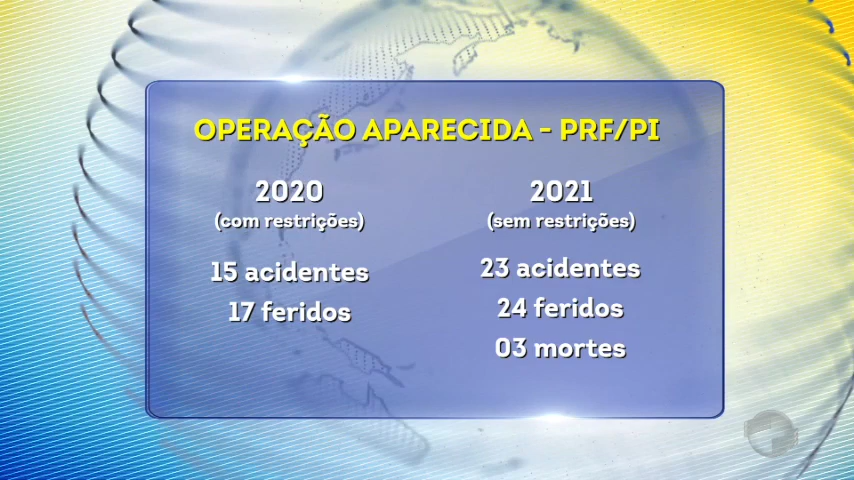 OPERAÇÃO APARECIDA - PRF/PI
2020
(com restrições)
15 acidentes
17 feridos
2021
(sem restrições)
23 acidentes
24 feridos
03 mortes